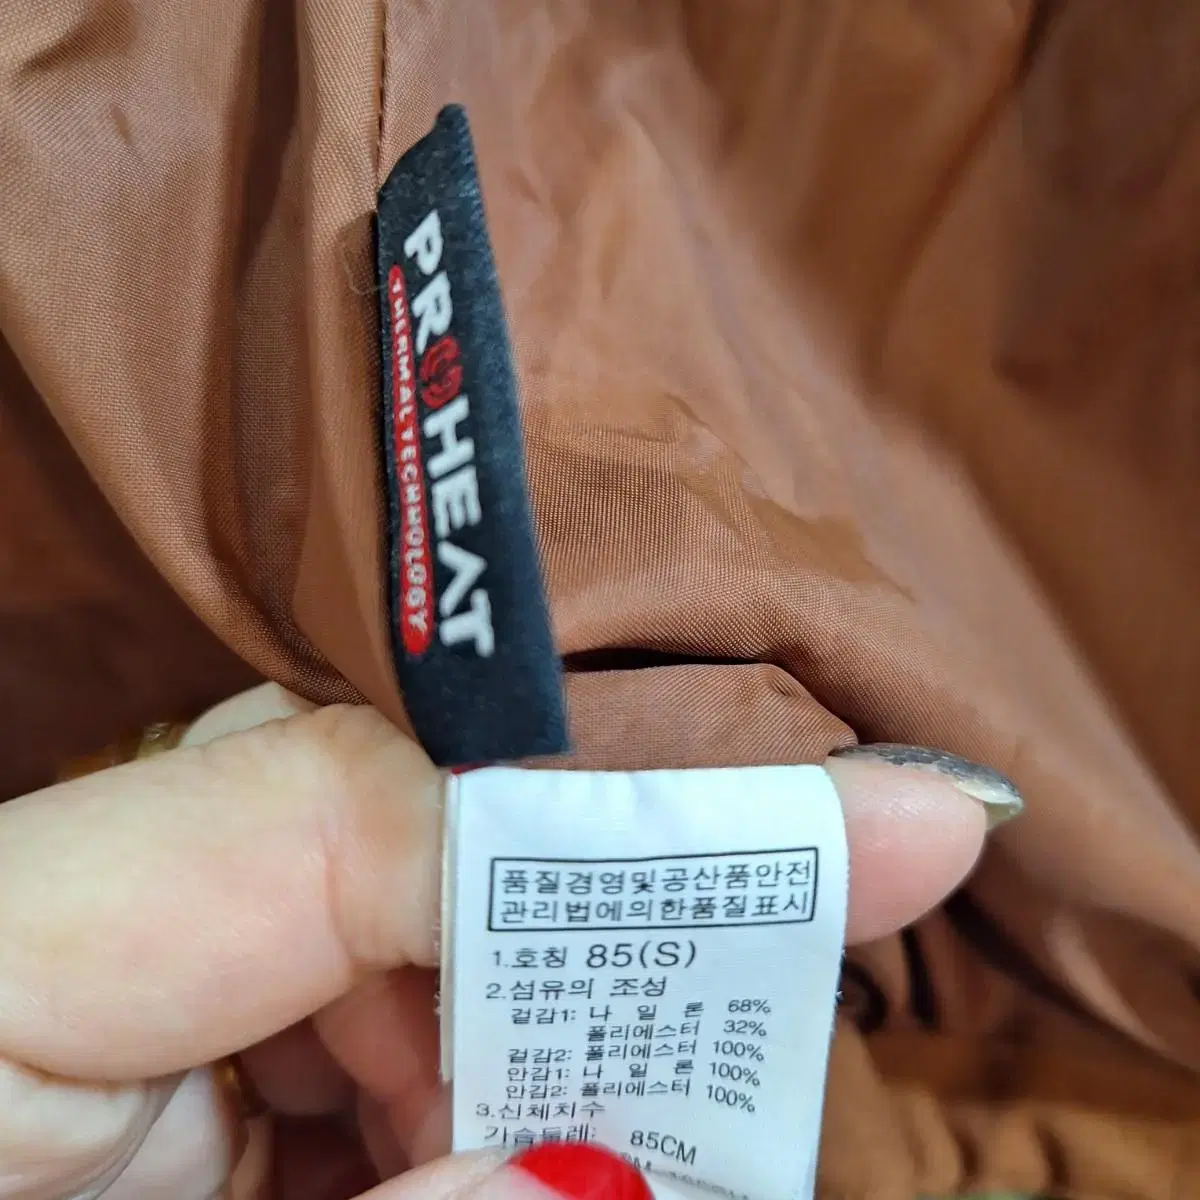 PROHEAT
THERMAL TECHNOLOGY
품질경영및공산품안전
관리법에의한품질표시
1.호칭 85(S)
2.섬유의 조성
겉감1: 나 일 론 68%
폴리에스터 32%
겉감2: 폴리에스터 100%
안감1: 나 일 론 100%
안감2: 폴리에스터 100%
3.신체치수
가슴둘레: 85CM